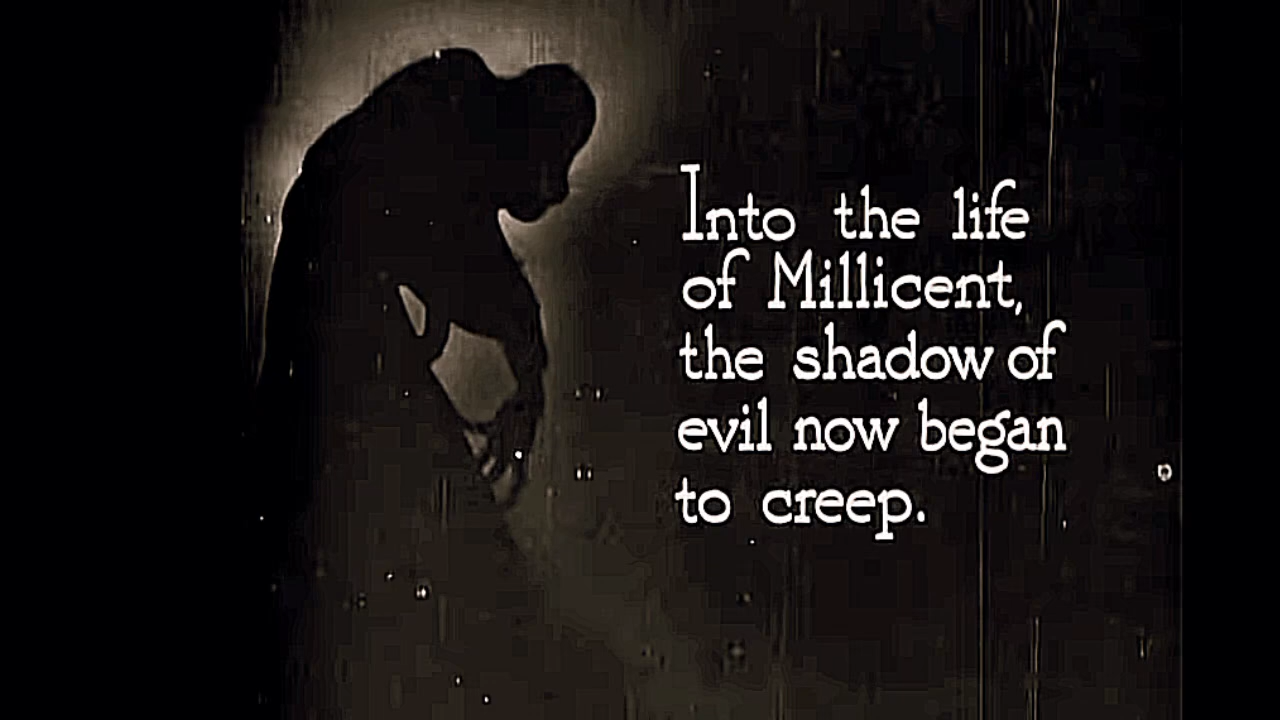 Into the life
of Millicent,
the shadow of
evil now began
to creep.